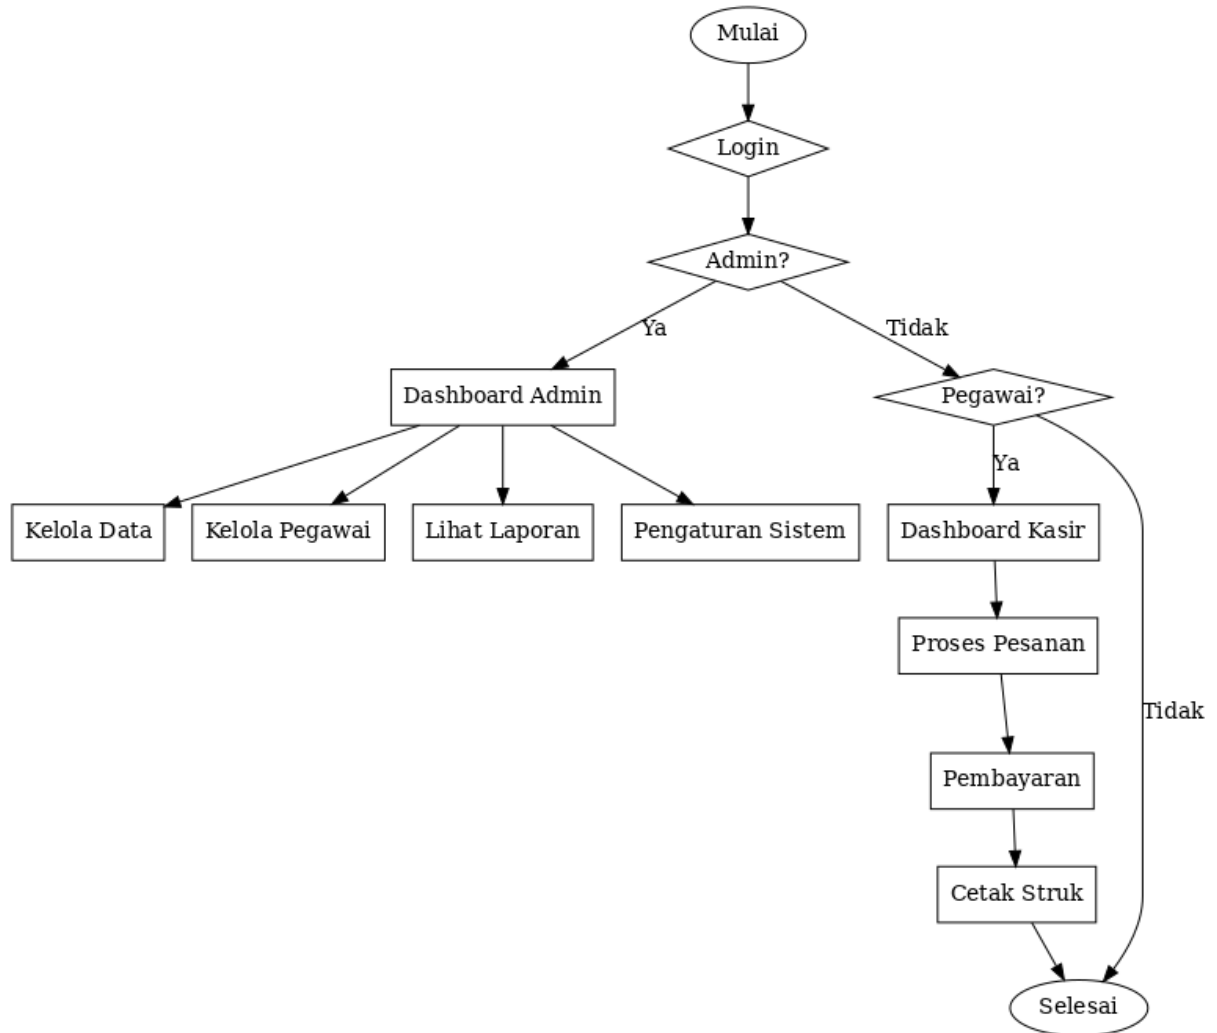 Mulai
Login
Admin?
Ya
Tidak
Dashboard Admin
Pegawai?
Ya
Kelola Data
Kelola Pegawai
Lihat Laporan
Pengaturan Sistem
Dashboard Kasir
Proses Pesanan
Tidak
Pembayaran
Cetak Struk
Selesai